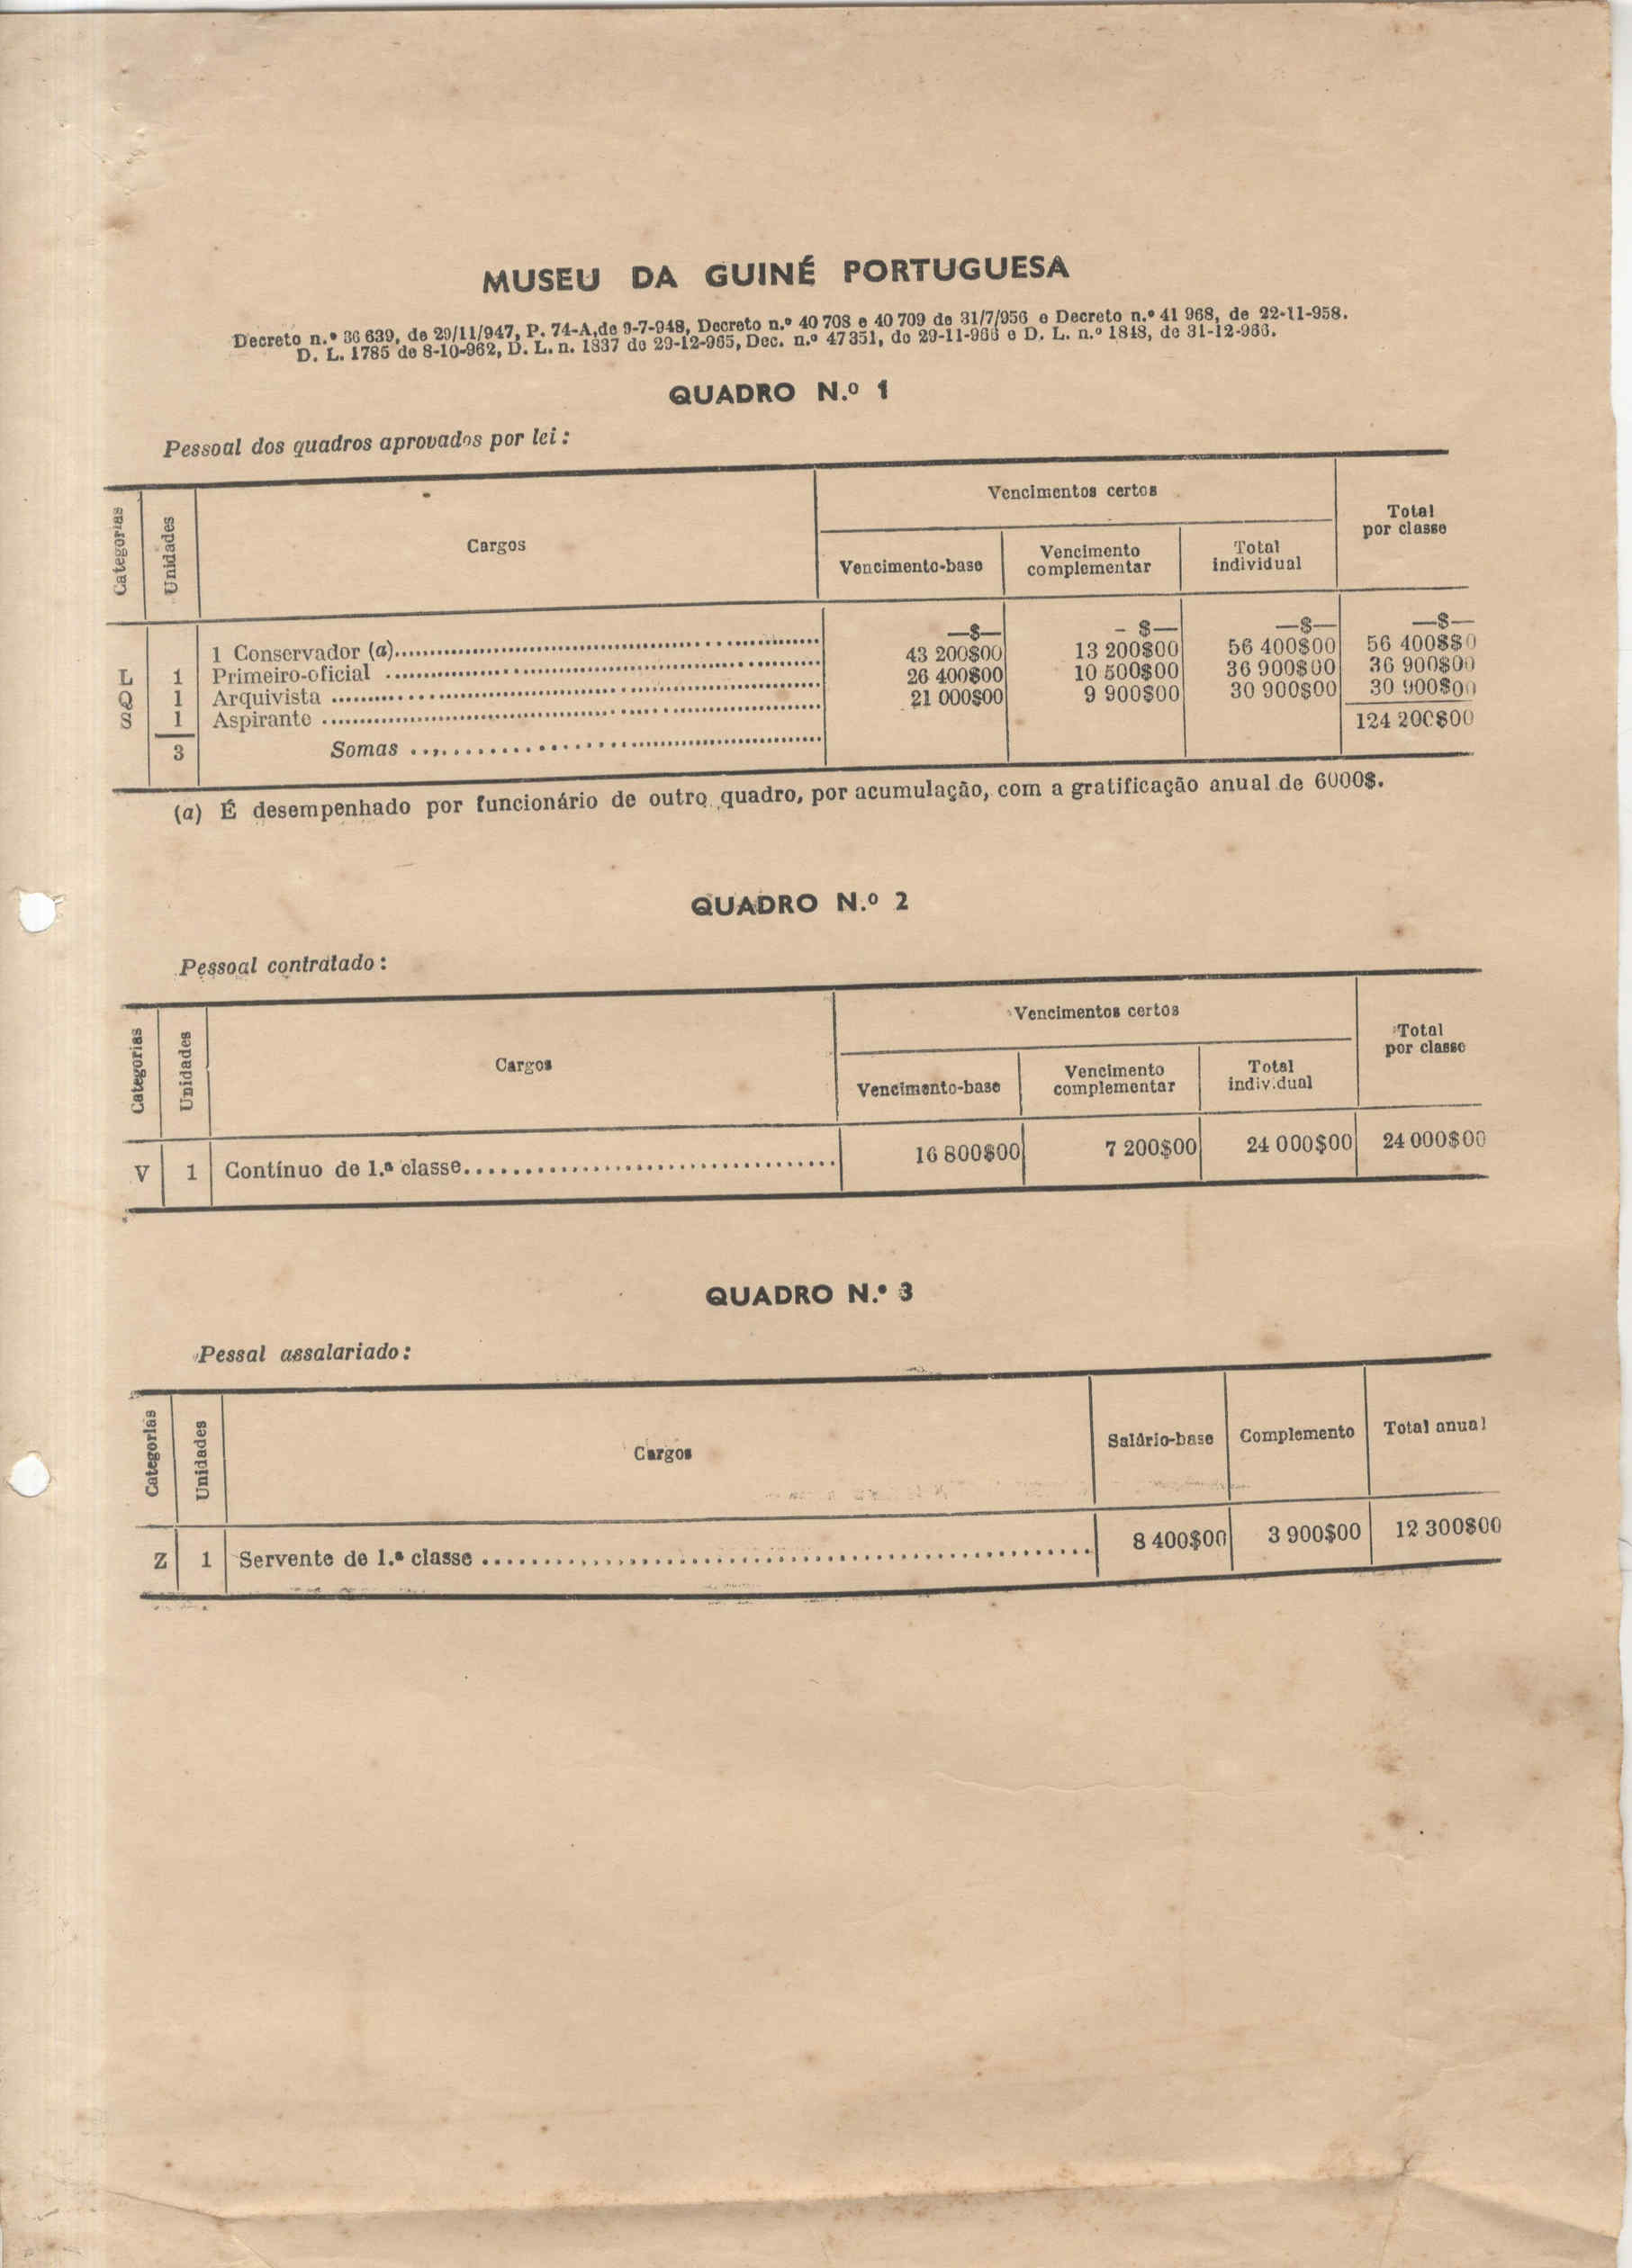 MUSEU DA GUINÉ PORTUGUESA
Decreto n.º 36 639, de 29/11/947, P. 74-A,de 9-7-948, Decreto n.º 40 708 e 40 709 de 31/7/956 e Decreto n.º 41 968, de 22-11-958.
D. L. 1785 de 8-10-962, D. L. n. 1837 de 29-12-965, Dec. n.º 47 351, de 29-11-966 e D. L. n.º 1848, de 31-12-966.
QUADRO N.º 1
Pessoal dos quadros aprovados por lei :
Categorias Unidades Cargos Vencimentos certos Total por classe
Vencimento-base Vencimento complementar Total individual
1 Conservador (a) —$— - $— —$— —$—
L 1 Primeiro-oficial 43 200$00 13 200$00 56 400$00 56 400$$0
Q 1 Arquivista 26 400$00 10 500$00 36 900$00 36 900$00
S 1 Aspirante 21 000$00 9 900$00 30 900$00 30 900$00
3 Somas 124 200$00
(a) É desempenhado por funcionário de outro quadro, por acumulação, com a gratificação anual de 6000$.
QUADRO N.º 2
Pessoal contratado :
Categorias Unidades Cargos Vencimentos certos Total por classe
Vencimento-base Vencimento complementar Total indiv.dual
V 1 Contínuo de 1.ª classe 16 800$00 7 200$00 24 000$00 24 000$00
QUADRO N.º 3
Pessal assalariado :
Categorias Unidades Cargos Salário-base Complemento Total anual
Z 1 Servente de 1.ª classe 8 400$00 3 900$00 12 300$00